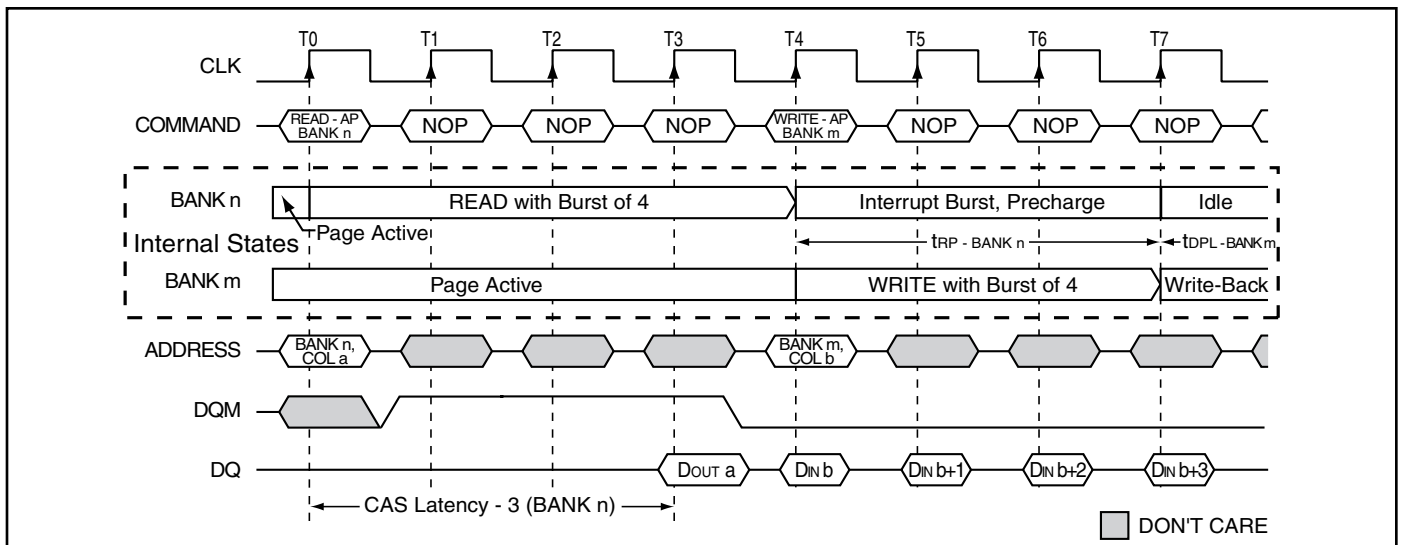 T0 T1 T2 T3 T4 T5 T6 T7
CLK
COMMAND READ - AP BANK n NOP NOP NOP WRITE - AP BANK m NOP NOP NOP
BANK n READ with Burst of 4 Interrupt Burst, Precharge Idle
Internal States Page Active tRP - BANK n tDPL - BANK m
BANK m Page Active WRITE with Burst of 4 Write-Back
ADDRESS BANK n, COL a BANK m, COL b
DQM
DQ DOUT a DIN b DIN b+1 DIN b+2 DIN b+3
CAS Latency - 3 (BANK n)
DON'T CARE